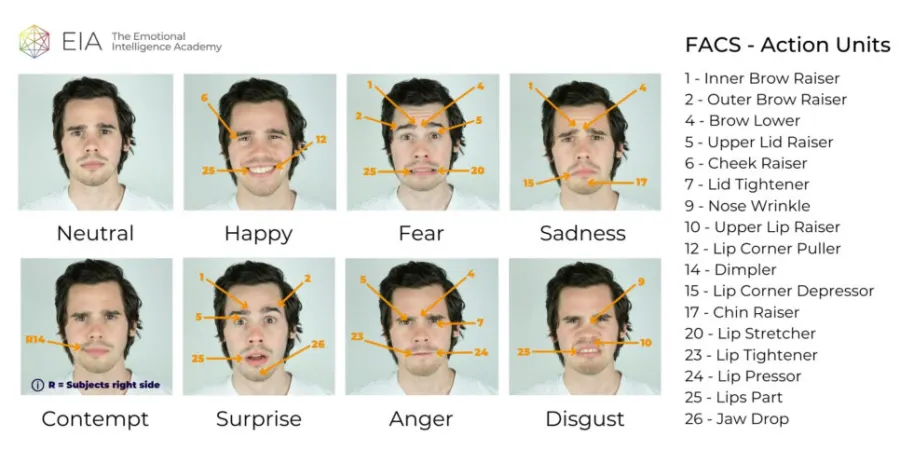 EIA
The Emotional
Intelligence Academy
FACS - Action Units
1 - Inner Brow Raiser
2 - Outer Brow Raiser
4 - Brow Lower
5 - Upper Lid Raiser
6 - Cheek Raiser
7 - Lid Tightener
9 - Nose Wrinkle
10 - Upper Lip Raiser
12 - Lip Corner Puller
14 - Dimpler
15 - Lip Corner Depressor
17 - Chin Raiser
20 - Lip Stretcher
23 - Lip Tightener
24 - Lip Pressor
25 - Lips Part
26 - Jaw Drop
6
12
25
1
4
2
5
25
20
1
4
15
17
Neutral Happy Fear Sadness
R14
R = Subjects right side
1
2
5
25
26
5
4
7
23
24
9
10
25
Contempt Surprise Anger Disgust